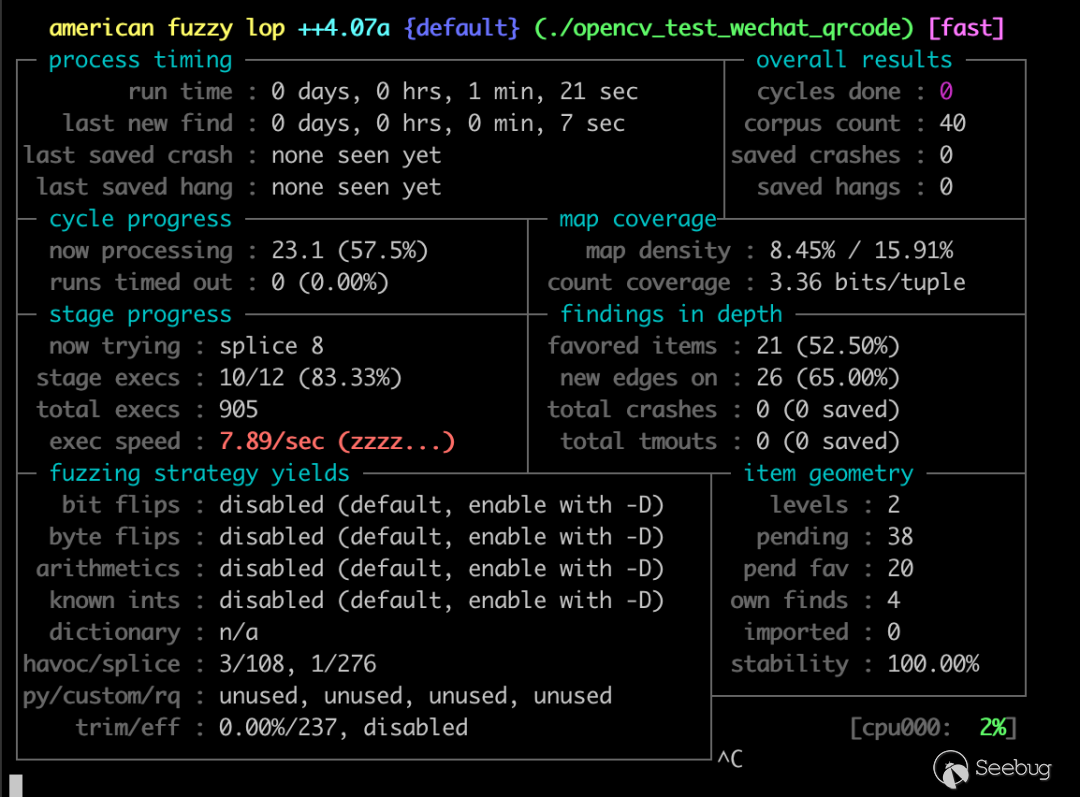 american fuzzy lop ++4.07a {default} (./opencv_test_wechat_qrcode) [fast]
process timing overall results
run time : 0 days, 0 hrs, 1 min, 21 sec cycles done : 0
last new find : 0 days, 0 hrs, 0 min, 7 sec corpus count : 40
last saved crash : none seen yet saved crashes : 0
last saved hang : none seen yet saved hangs : 0
cycle progress map coverage
now processing : 23.1 (57.5%) map density : 8.45% / 15.91%
runs timed out : 0 (0.00%) count coverage : 3.36 bits/tuple
stage progress findings in depth
now trying : splice 8 favored items : 21 (52.50%)
stage execs : 10/12 (83.33%) new edges on : 26 (65.00%)
total execs : 905 total crashes : 0 (0 saved)
exec speed : 7.89/sec (zzzz...) total tmouts : 0 (0 saved)
fuzzing strategy yields item geometry
bit flips : disabled (default, enable with -D) levels : 2
byte flips : disabled (default, enable with -D) pending : 38
arithmetics : disabled (default, enable with -D) pend fav : 20
known ints : disabled (default, enable with -D) own finds : 4
dictionary : n/a imported : 0
havoc/splice : 3/108, 1/276 stability : 100.00%
py/custom/rq : unused, unused, unused, unused
trim/eff : 0.00%/237, disabled [cpu000: 2%]
^C
Seebug